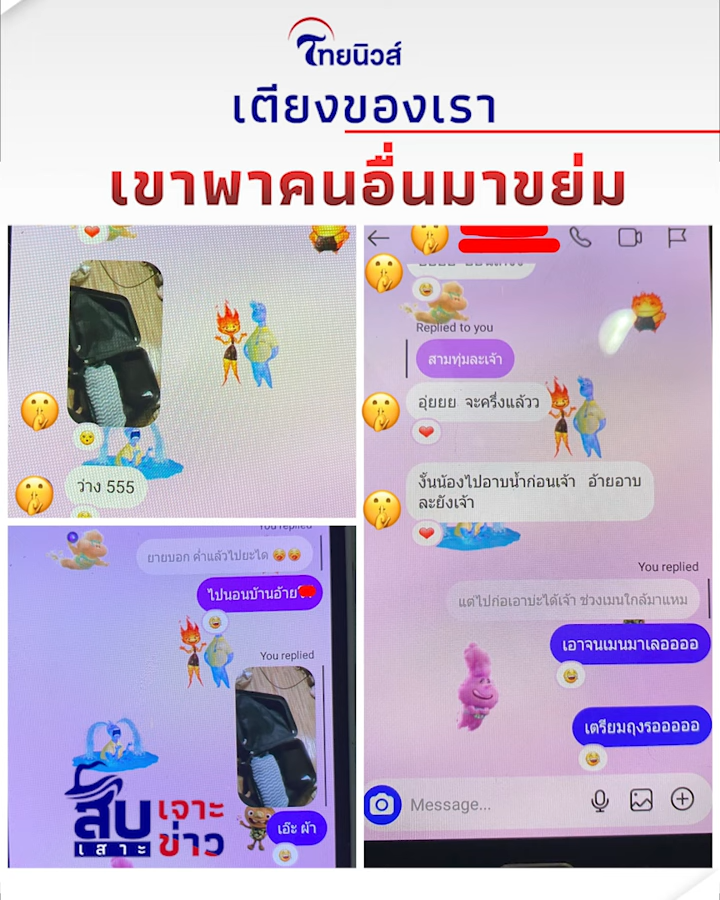 ไทยนิวส์
เตียงของเรา
เขาพาคนอื่นมาขย่ม
ว่าง 555
You replied
ยายบอก ค่ำแล้วไปยะใด
ไปนอนบ้านอ้าย
You replied
เอ๊ะ ผ้า
สืบ
เสาะ
เจาะ
ข่าว
Replied to you
สามทุ่มละเจ้า
อุ่ยยย จะครึ่งแล้วว
งั้นน้องไปอาบน้ำก่อนเจ้า อ้ายอาบ
ละยังเจ้า
You replied
แต่ไปก่อเอาบ่ะได้เจ้า ช่วงเมนใกล้มาแหม
เอาจนเมนมาเลออออ
เตรียมถุงรออออ
Message...